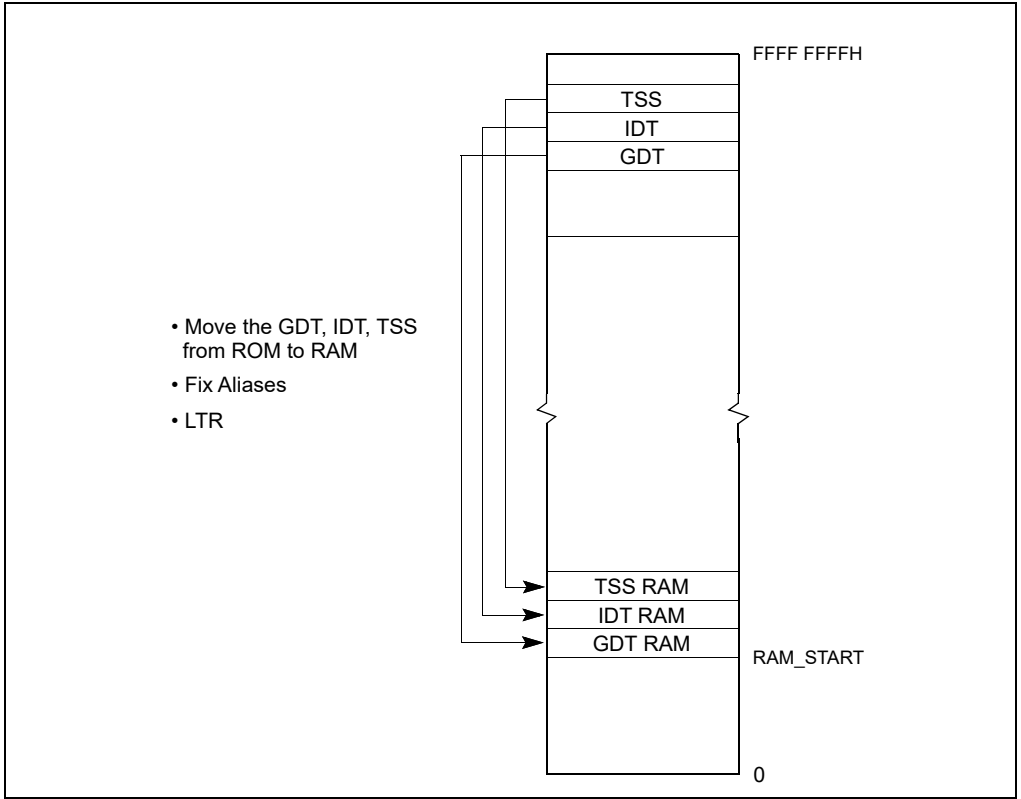 FFFF FFFFH
TSS
IDT
GDT
• Move the GDT, IDT, TSS
from ROM to RAM
• Fix Aliases
• LTR
TSS RAM
IDT RAM
GDT RAM
RAM_START
0